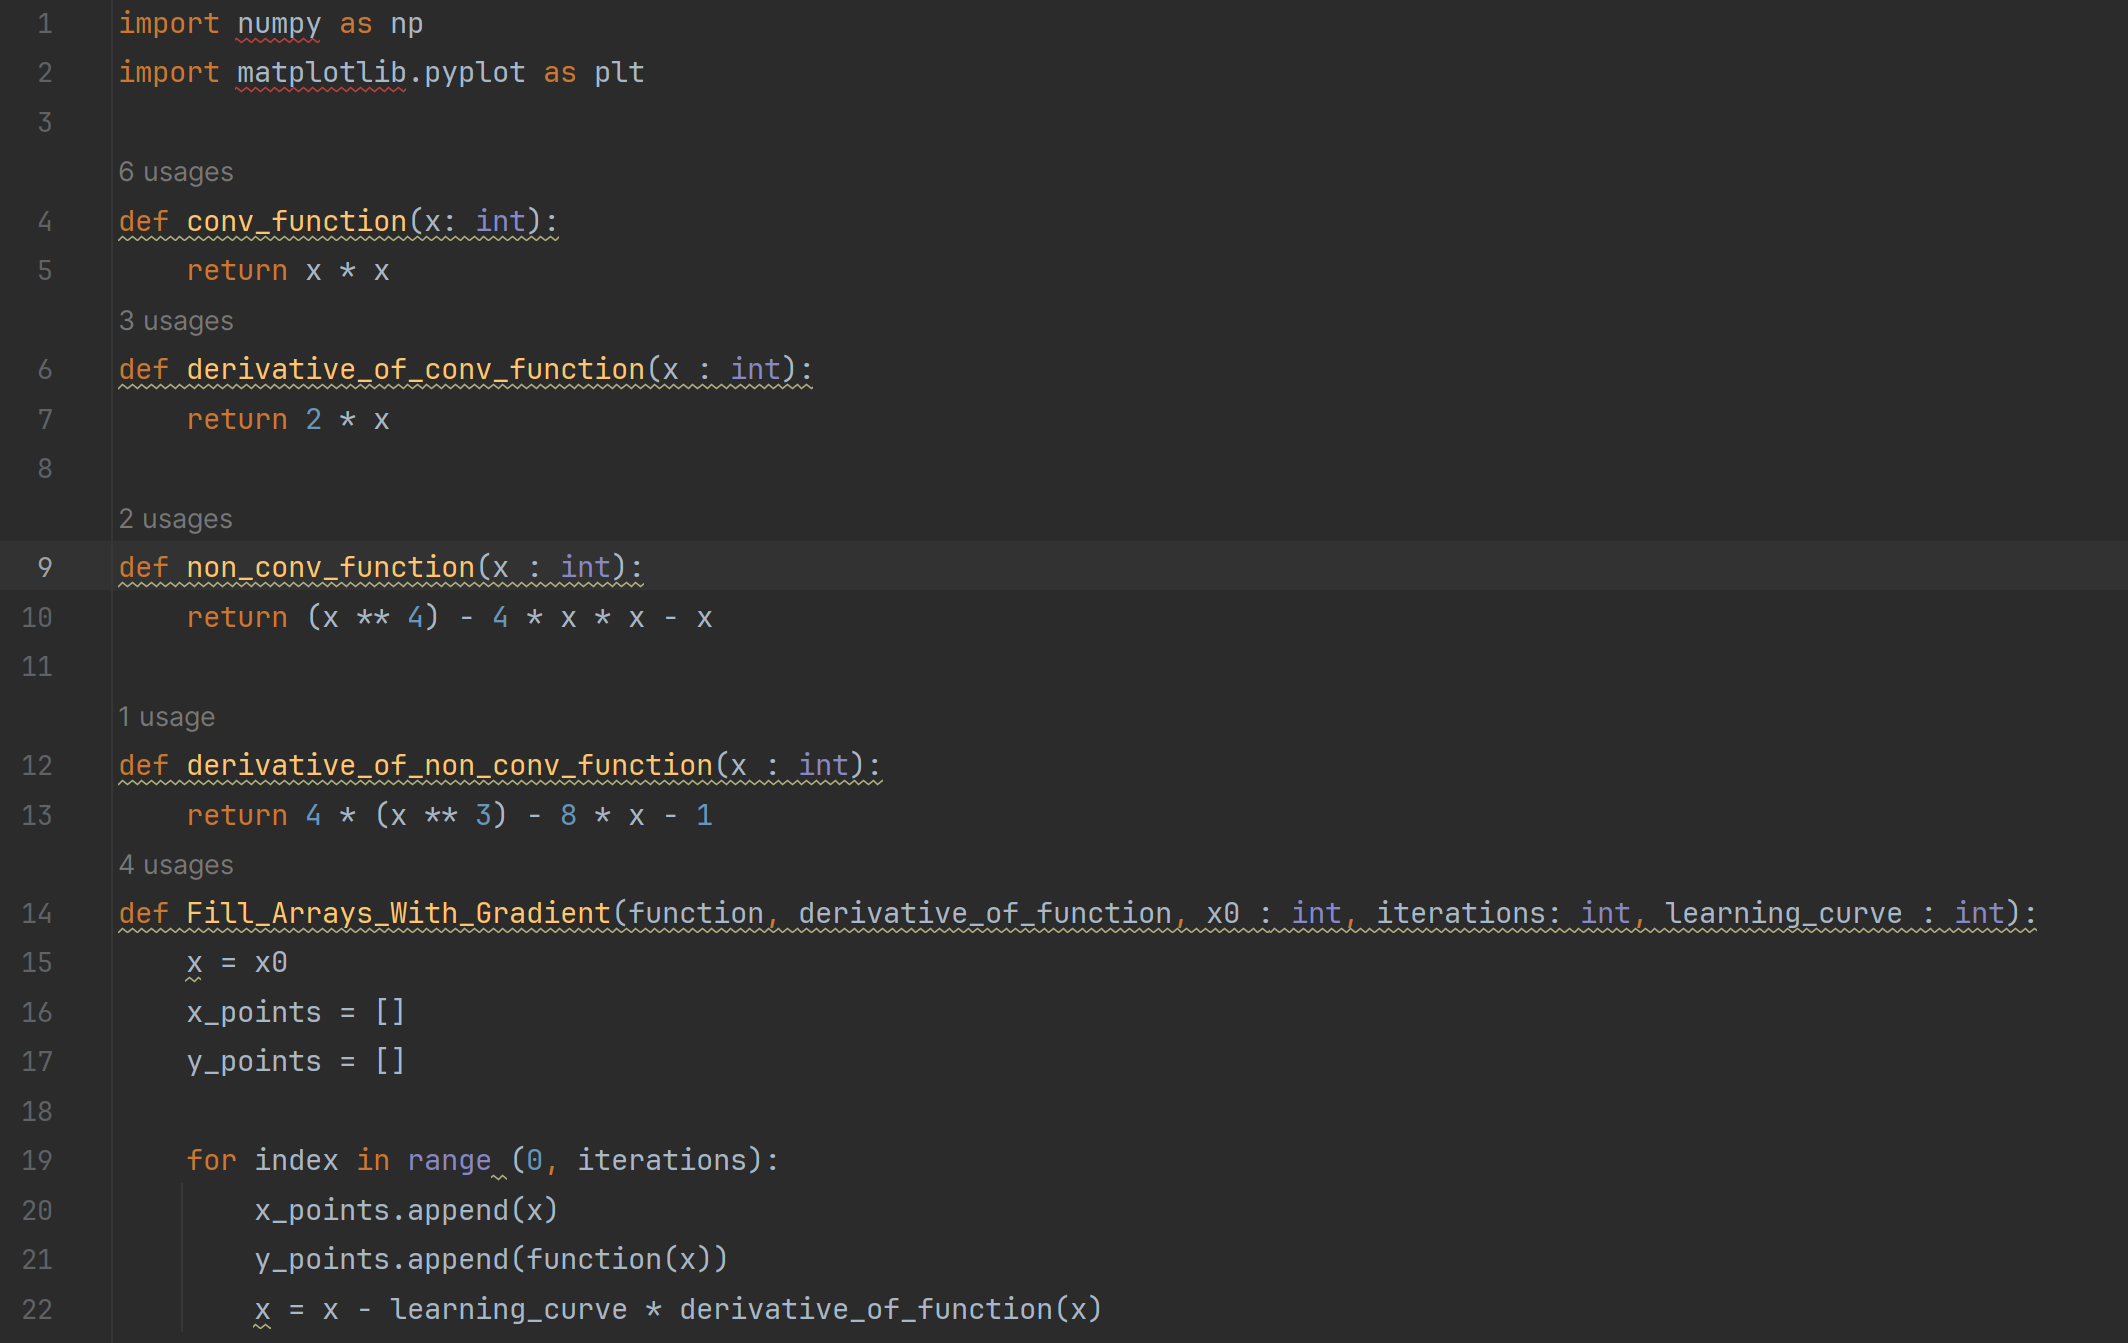 1 import numpy as np
2 import matplotlib.pyplot as plt
3
6 usages
4 def conv_function(x: int):
5     return x * x
3 usages
6 def derivative_of_conv_function(x : int):
7     return 2 * x
8
2 usages
9 def non_conv_function(x : int):
10     return (x ** 4) - 4 * x * x - x
11
1 usage
12 def derivative_of_non_conv_function(x : int):
13     return 4 * (x ** 3) - 8 * x - 1
4 usages
14 def Fill_Arrays_With_Gradient(function, derivative_of_function, x0 : int, iterations: int, learning_curve : int):
15     x = x0
16     x_points = []
17     y_points = []
18
19     for index in range (0, iterations):
20         x_points.append(x)
21         y_points.append(function(x))
22         x = x - learning_curve * derivative_of_function(x)